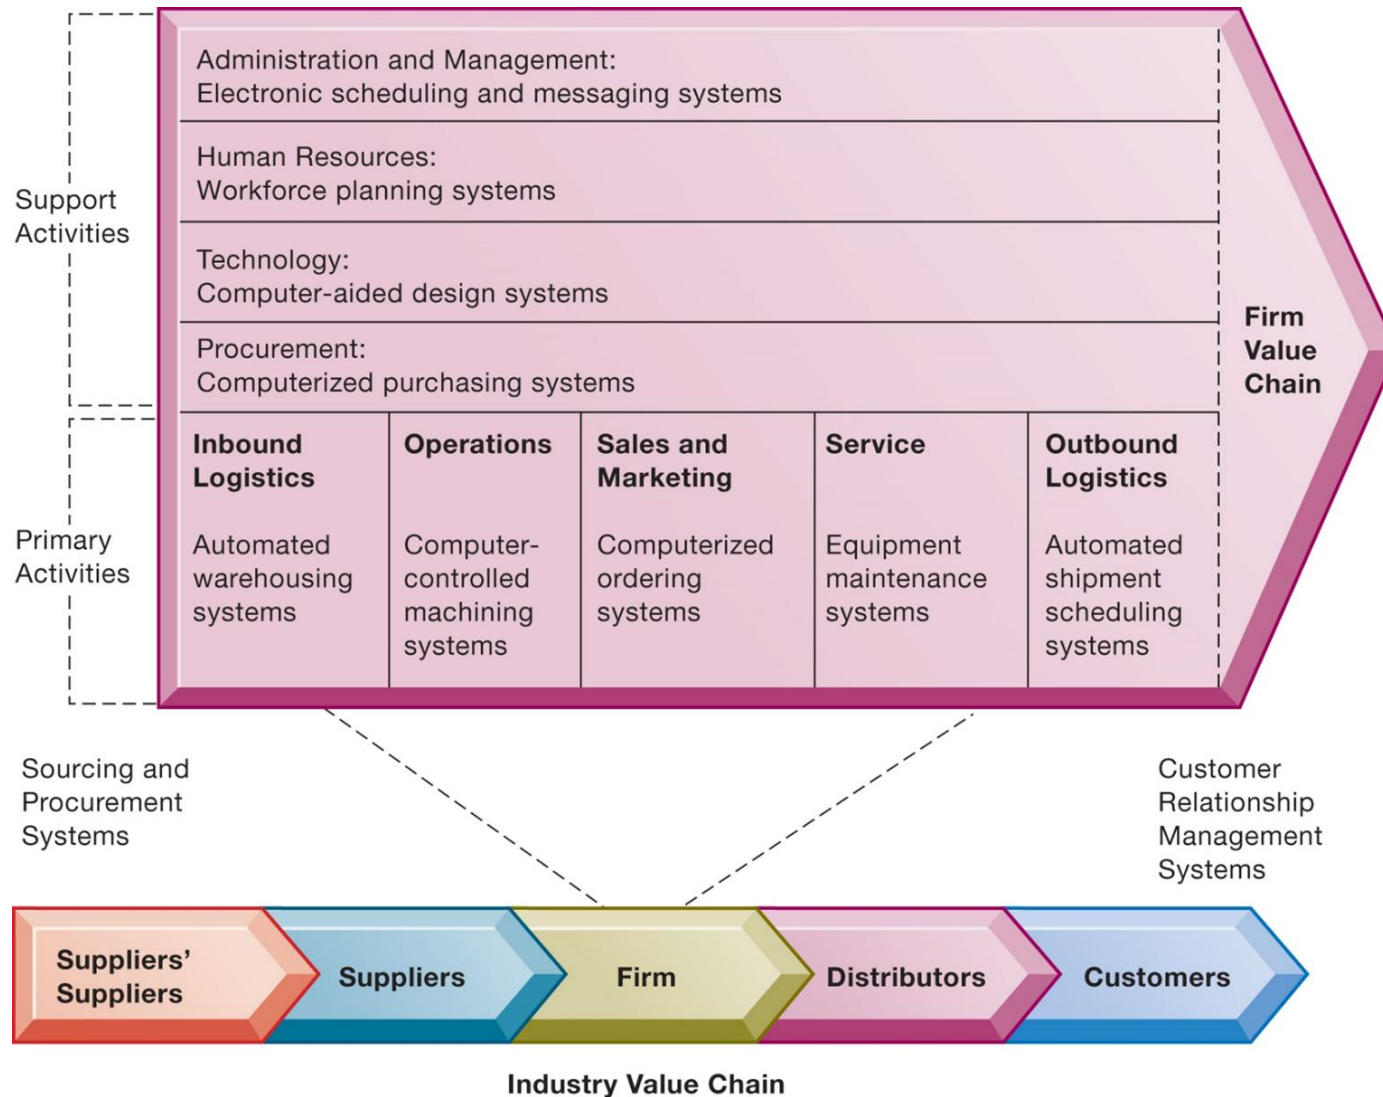 Administration and Management:
Electronic scheduling and messaging systems
Human Resources:
Workforce planning systems
Support
Activities
Technology:
Computer-aided design systems
Procurement:
Computerized purchasing systems
Firm
Value
Chain
Primary
Activities
Inbound
Logistics
Automated
warehousing
systems
Operations
Computer-
controlled
machining
systems
Sales and
Marketing
Computerized
ordering
systems
Service
Equipment
maintenance
systems
Outbound
Logistics
Automated
shipment
scheduling
systems
Sourcing and
Procurement
Systems
Customer
Relationship
Management
Systems
Suppliers’
Suppliers
Suppliers
Firm
Distributors
Customers
Industry Value Chain